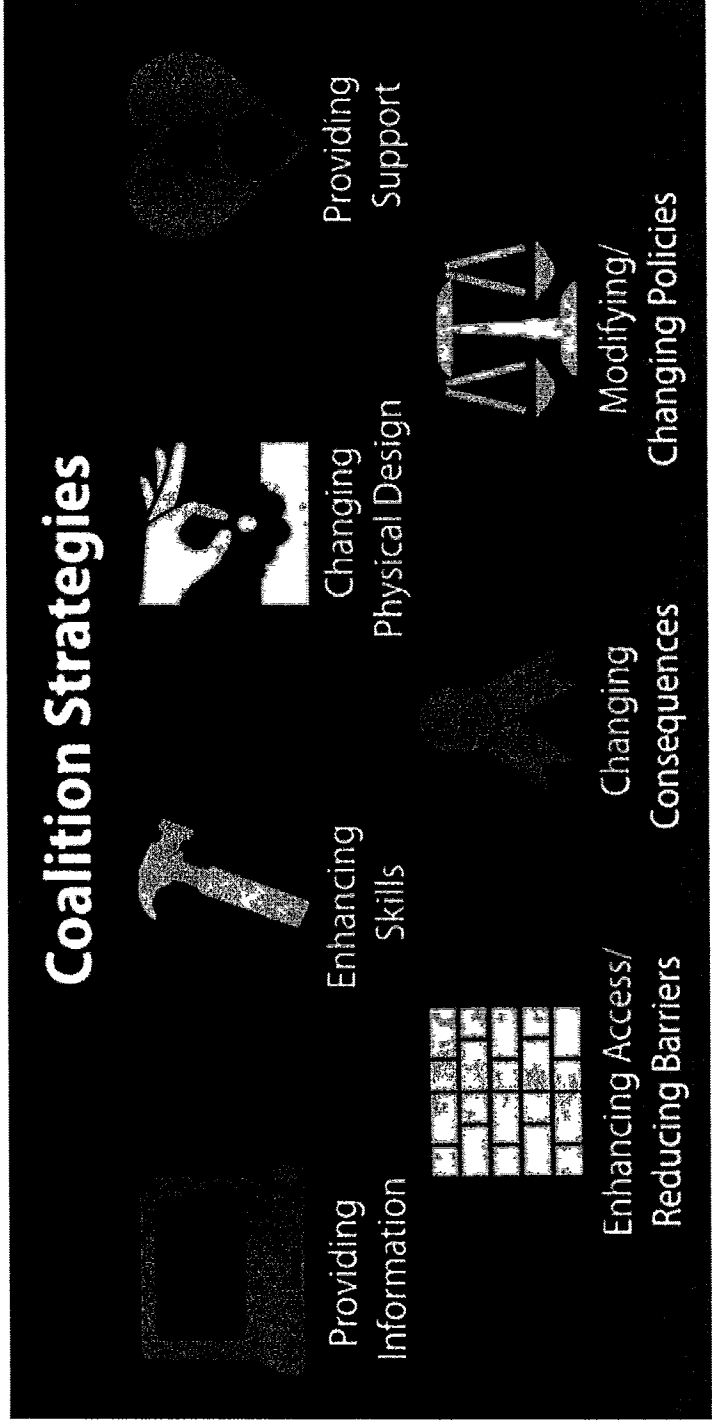 Coalition Strategies
Providing
Information
Enhancing
Skills
Changing
Physical Design
Providing
Support
Enhancing Access/
Reducing Barriers
Changing
Consequences
Modifying/
Changing Policies